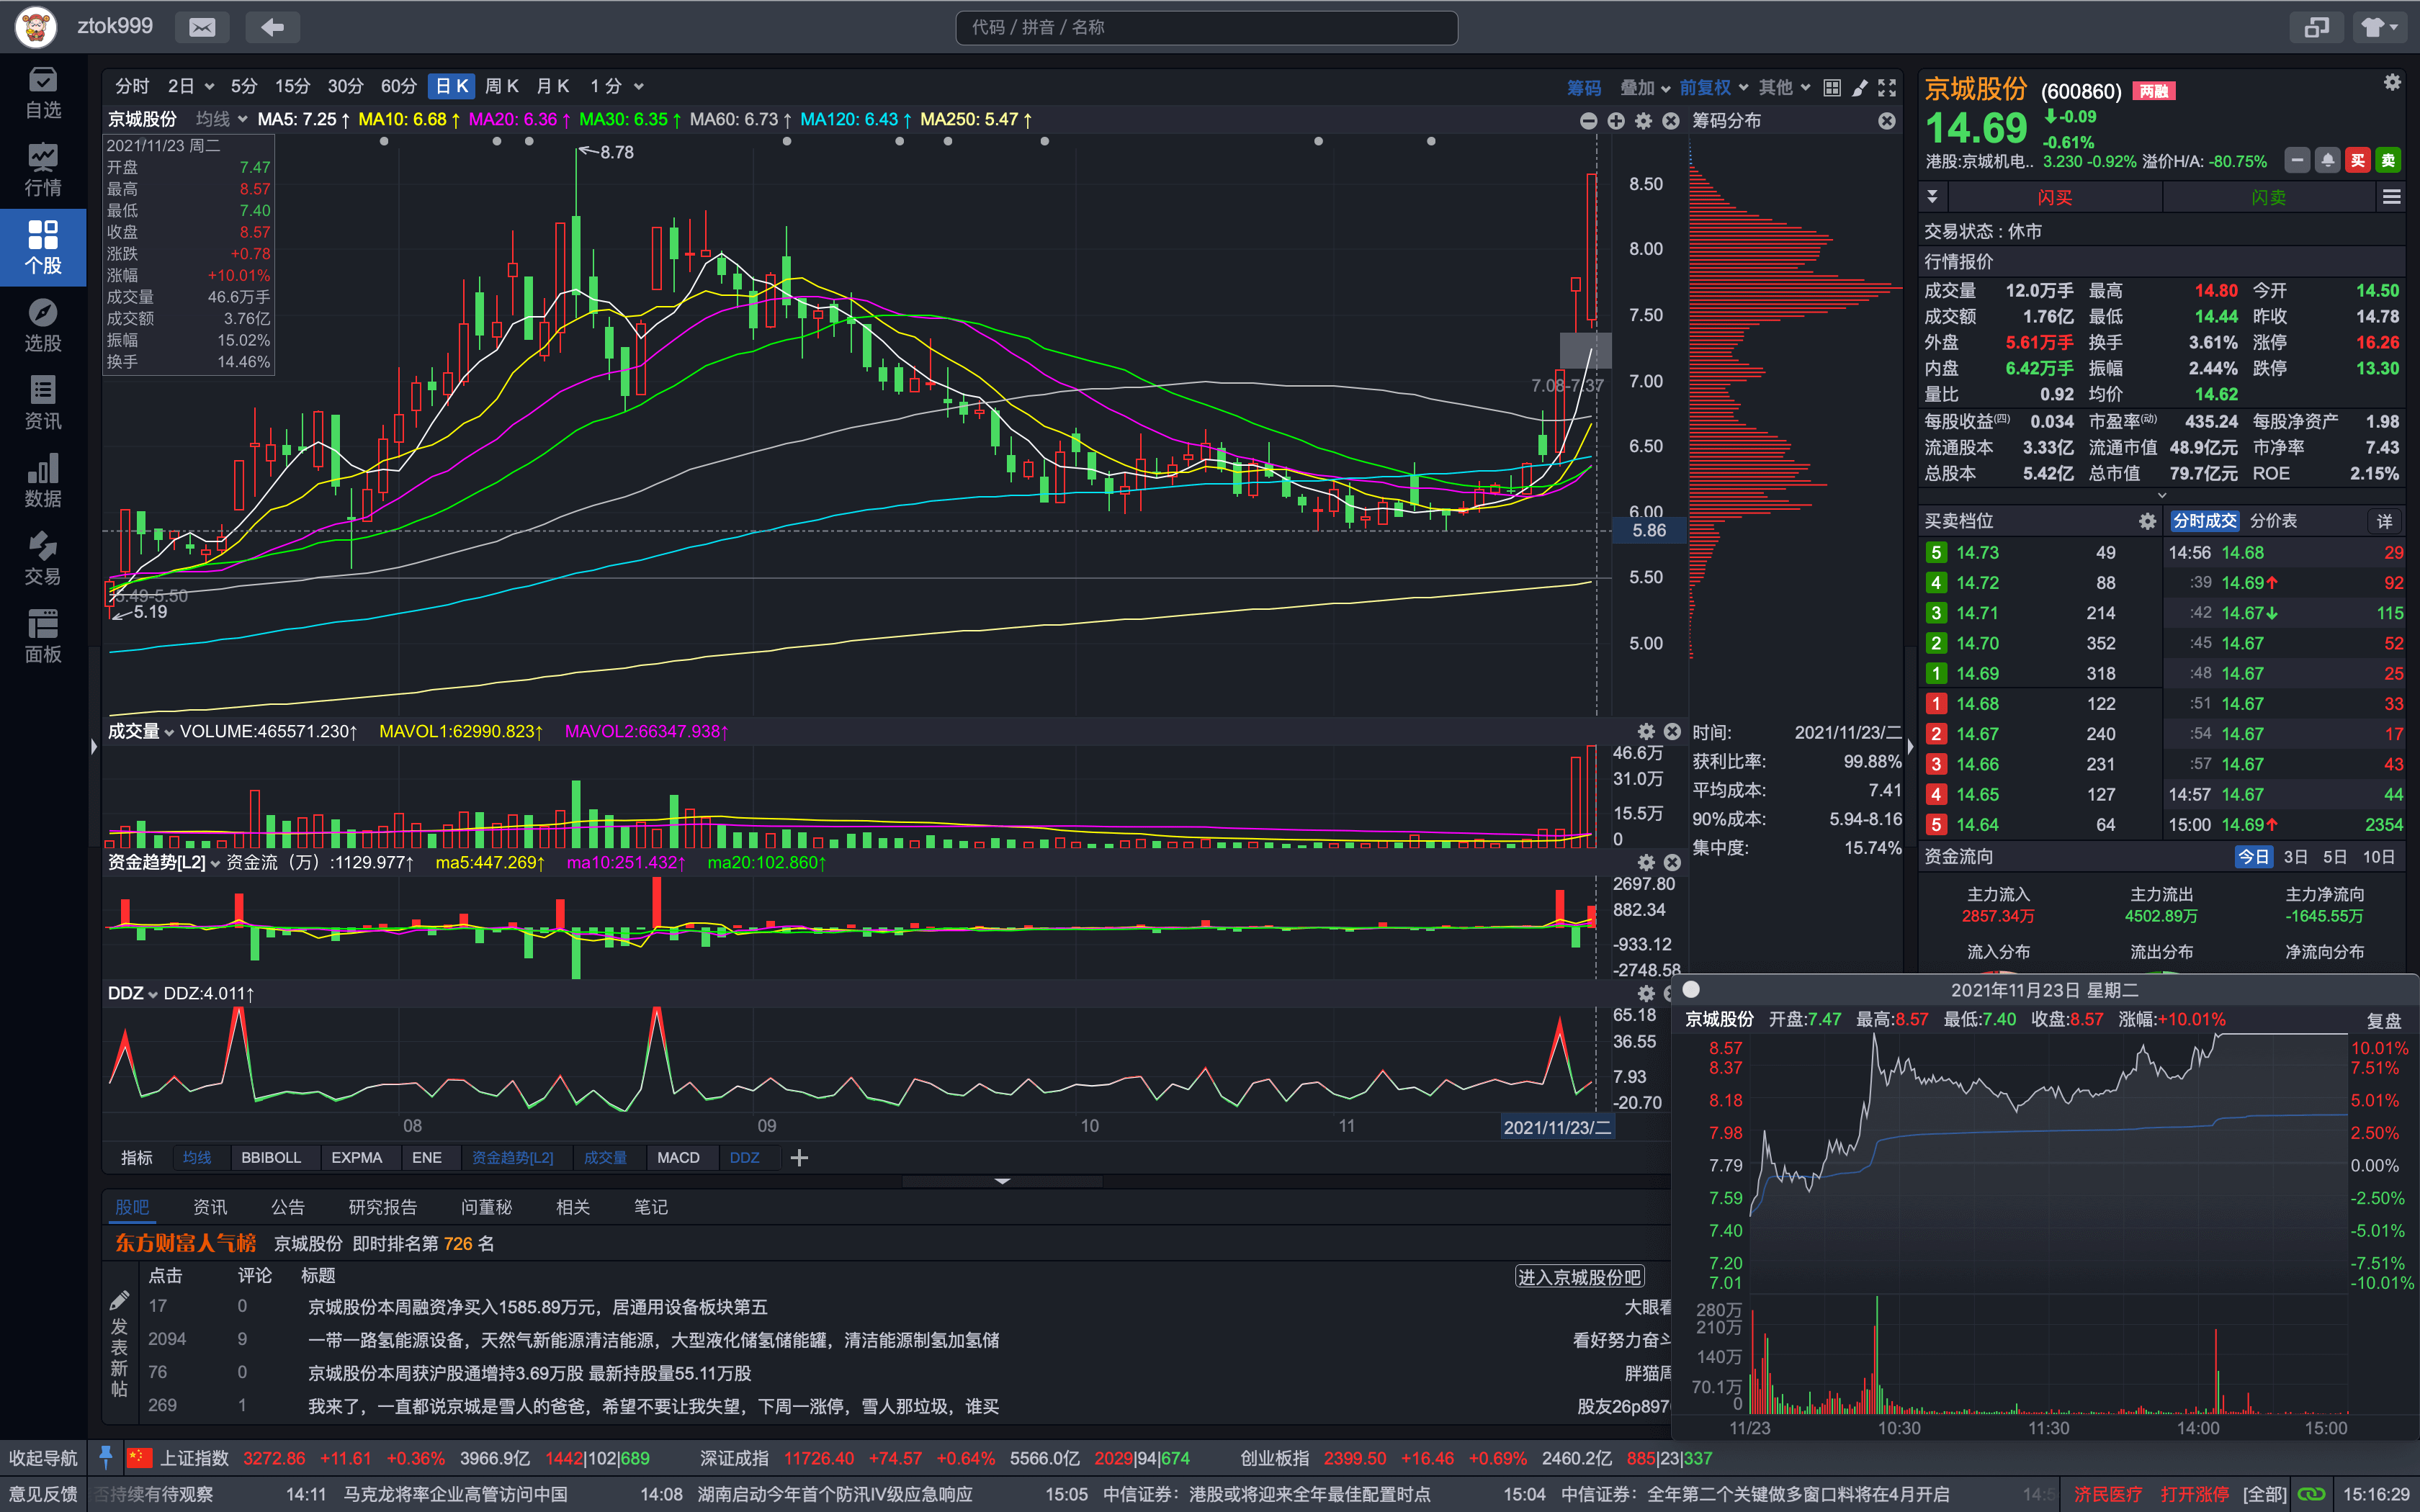 ztok999
代码 / 拼音 / 名称
自选
行情
个股
选股
资讯
数据
交易
面板
分时 2日 5分 15分 30分 60分 日K 周K 月K 1分 筹码 叠加 前复权 其他
京城股份 均线 MA5: 7.25↑ MA10: 6.68↑ MA20: 6.36↑ MA30: 6.35↑ MA60: 6.73↑ MA120: 6.43↑ MA250: 5.47↑ 筹码分布
2021/11/23 周二
开盘 7.47
最高 8.57
最低 7.40
收盘 8.57
涨跌 +0.78
涨幅 +10.01%
成交量 46.6万手
成交额 3.76亿
振幅 15.02%
换手 14.46%
8.78
7.08-7.37
5.49-5.50
5.19
8.50
8.00
7.50
7.00
6.50
6.00
5.86
5.50
5.00
成交量 VOLUME:465571.230↑ MAVOL1:62990.823↑ MAVOL2:66347.938↑
46.6万
31.0万
15.5万
0
资金趋势[L2] 资金流（万）:1129.977↑ ma5:447.269↑ ma10:251.432↑ ma20:102.860↑
2697.80
882.34
-933.12
-2748.58
DDZ DDZ:4.011↑
65.18
36.55
7.93
-20.70
08 09 10 11 2021/11/23/二
时间: 2021/11/23/二
获利比率: 99.88%
平均成本: 7.41
90%成本: 5.94-8.16
集中度: 15.74%
指标 均线 BBIBOLL EXPMA ENE 资金趋势[L2] 成交量 MACD DDZ
股吧 资讯 公告 研究报告 问董秘 相关 笔记
东方财富人气榜 京城股份 即时排名第 726 名
点击 评论 标题 进入京城股份吧
发表新帖
17 0 京城股份本周融资净买入1585.89万元，居通用设备板块第五 大眼看
2094 9 一带一路氢能源设备，天然气新能源清洁能源，大型液化储氢储能罐，清洁能源制氢加氢储 看好努力奋斗
76 0 京城股份本周获沪股通增持3.69万股 最新持股量55.11万股 胖猫周
269 1 我来了，一直都说京城是雪人的爸爸，希望不要让我失望，下周一涨停，雪人那垃圾，谁买 股友26p897
京城股份 (600860) 两融
14.69 -0.09
-0.61%
港股:京城机电.. 3.230 -0.92% 溢价H/A: -80.75% 买 卖
闪买 闪卖
交易状态 : 休市
行情报价
成交量 12.0万手 最高 14.80 今开 14.50
成交额 1.76亿 最低 14.44 昨收 14.78
外盘 5.61万手 换手 3.61% 涨停 16.26
内盘 6.42万手 振幅 2.44% 跌停 13.30
量比 0.92 均价 14.62
每股收益(四) 0.034 市盈率(动) 435.24 每股净资产 1.98
流通股本 3.33亿 流通市值 48.9亿元 市净率 7.43
总股本 5.42亿 总市值 79.7亿元 ROE 2.15%
买卖档位 分时成交 分价表 详
5 14.73 49 14:56 14.68 29
4 14.72 88 :39 14.69↑ 92
3 14.71 214 :42 14.67↓ 115
2 14.70 352 :45 14.67 52
1 14.69 318 :48 14.67 25
1 14.68 122 :51 14.67 33
2 14.67 240 :54 14.67 17
3 14.66 231 :57 14.67 43
4 14.65 127 14:57 14.67 44
5 14.64 64 15:00 14.69↑ 2354
资金流向 今日 3日 5日 10日
主力流入 主力流出 主力净流向
2857.34万 4502.89万 -1645.55万
流入分布 流出分布 净流向分布
2021年11月23日 星期二
京城股份 开盘:7.47 最高:8.57 最低:7.40 收盘:8.57 涨幅:+10.01% 复盘
8.57 10.01%
8.37 7.51%
8.18 5.01%
7.98 2.50%
7.79 0.00%
7.59 -2.50%
7.40 -5.01%
7.20 -7.51%
7.01 -10.01%
280万
210万
140万
70.1万
0
11/23 10:30 11:30 14:00 15:00
收起导航 上证指数 3272.86 +11.61 +0.36% 3966.9亿 1442|102|689 深证成指 11726.40 +74.57 +0.64% 5566.0亿 2029|94|674 创业板指 2399.50 +16.46 +0.69% 2460.2亿 885|23|337
意见反馈 否持续有待观察 14:11 马克龙将率企业高管访问中国 14:08 湖南启动今年首个防汛Ⅳ级应急响应 15:05 中信证券：港股或将迎来全年最佳配置时点 15:04 中信证券：全年第二个关键做多窗口料将在4月开启 14:5 济民医疗 打开涨停 [全部] 15:16:29